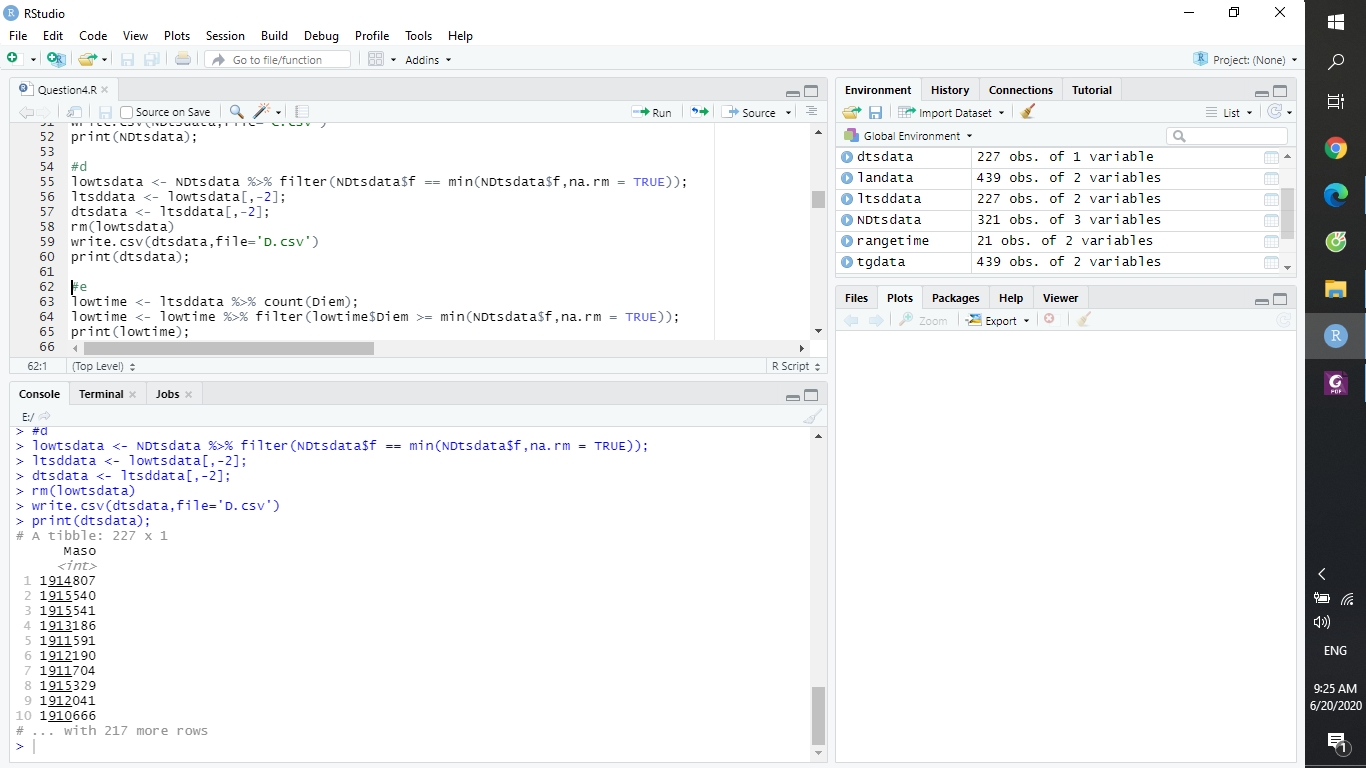 RStudio
File Edit Code View Plots Session Build Debug Profile Tools Help
Go to file/function Addins Project: (None)
Question4.R
Source on Save Run Source
51 write.csv(NDtsdata,file='C.csv')
52 print(NDtsdata);
53
54 #d
55 lowtsdata <- NDtsdata %>% filter(NDtsdata$f == min(NDtsdata$f,na.rm = TRUE));
56 ltsddata <- lowtsdata[,-2];
57 dtsdata <- ltsddata[,-2];
58 rm(lowtsdata)
59 write.csv(dtsdata,file='D.csv')
60 print(dtsdata);
61
62 #e
63 lowtime <- ltsddata %>% count(Diem);
64 lowtime <- lowtime %>% filter(lowtime$Diem >= min(NDtsdata$f,na.rm = TRUE));
65 print(lowtime);
66
62:1 (Top Level) R Script
Console Terminal Jobs
E:/
> #d
> lowtsdata <- NDtsdata %>% filter(NDtsdata$f == min(NDtsdata$f,na.rm = TRUE));
> ltsddata <- lowtsdata[,-2];
> dtsdata <- ltsddata[,-2];
> rm(lowtsdata)
> write.csv(dtsdata,file='D.csv')
> print(dtsdata);
# A tibble: 227 x 1
Maso
<int>
1 1914807
2 1915540
3 1915541
4 1913186
5 1911591
6 1912190
7 1911704
8 1915329
9 1912041
10 1910666
# ... with 217 more rows
>
Environment History Connections Tutorial
Import Dataset List
Global Environment
dtsdata 227 obs. of 1 variable
landata 439 obs. of 2 variables
ltsddata 227 obs. of 2 variables
NDtsdata 321 obs. of 3 variables
rangetime 21 obs. of 2 variables
tgdata 439 obs. of 2 variables
Files Plots Packages Help Viewer
Zoom Export
R
PDF
ENG
9:25 AM
6/20/2020
1